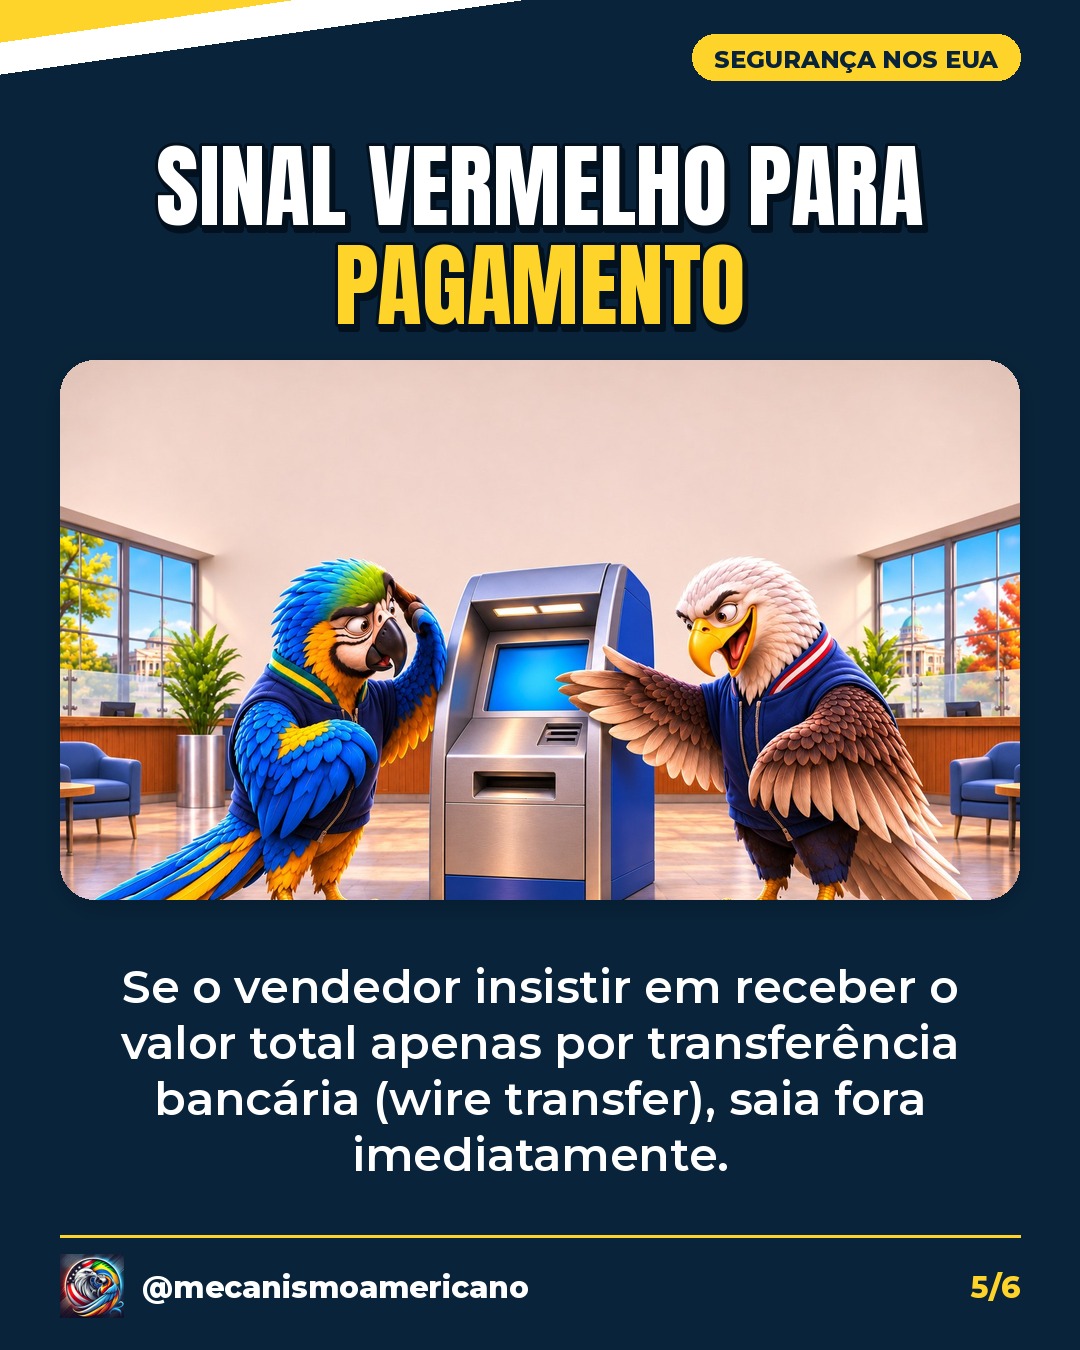 SEGURANÇA NOS EUA
SINAL VERMELHO PARA
PAGAMENTO
Se o vendedor insistir em receber o
valor total apenas por transferência
bancária (wire transfer), saia fora
imediatamente.
@mecanismoamericano
5/6